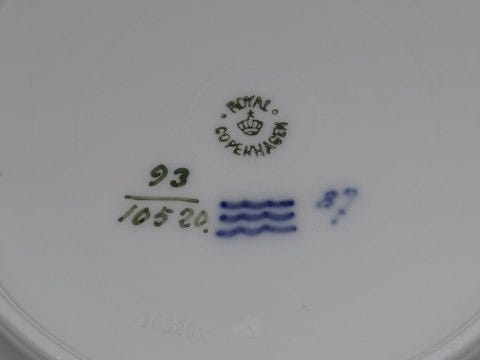 ROYAL
COPENHAGEN
93
10520.
87